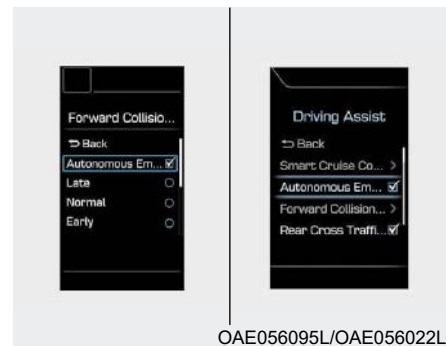 Forward Collisio...
Back
Autonomous Em...
Late
Normal
Early
Driving Assist
Back
Smart Cruise Co... >
Autonomous Em...
Forward Collision... >
Rear Cross Traffi...
OAE056095L/OAE056022L